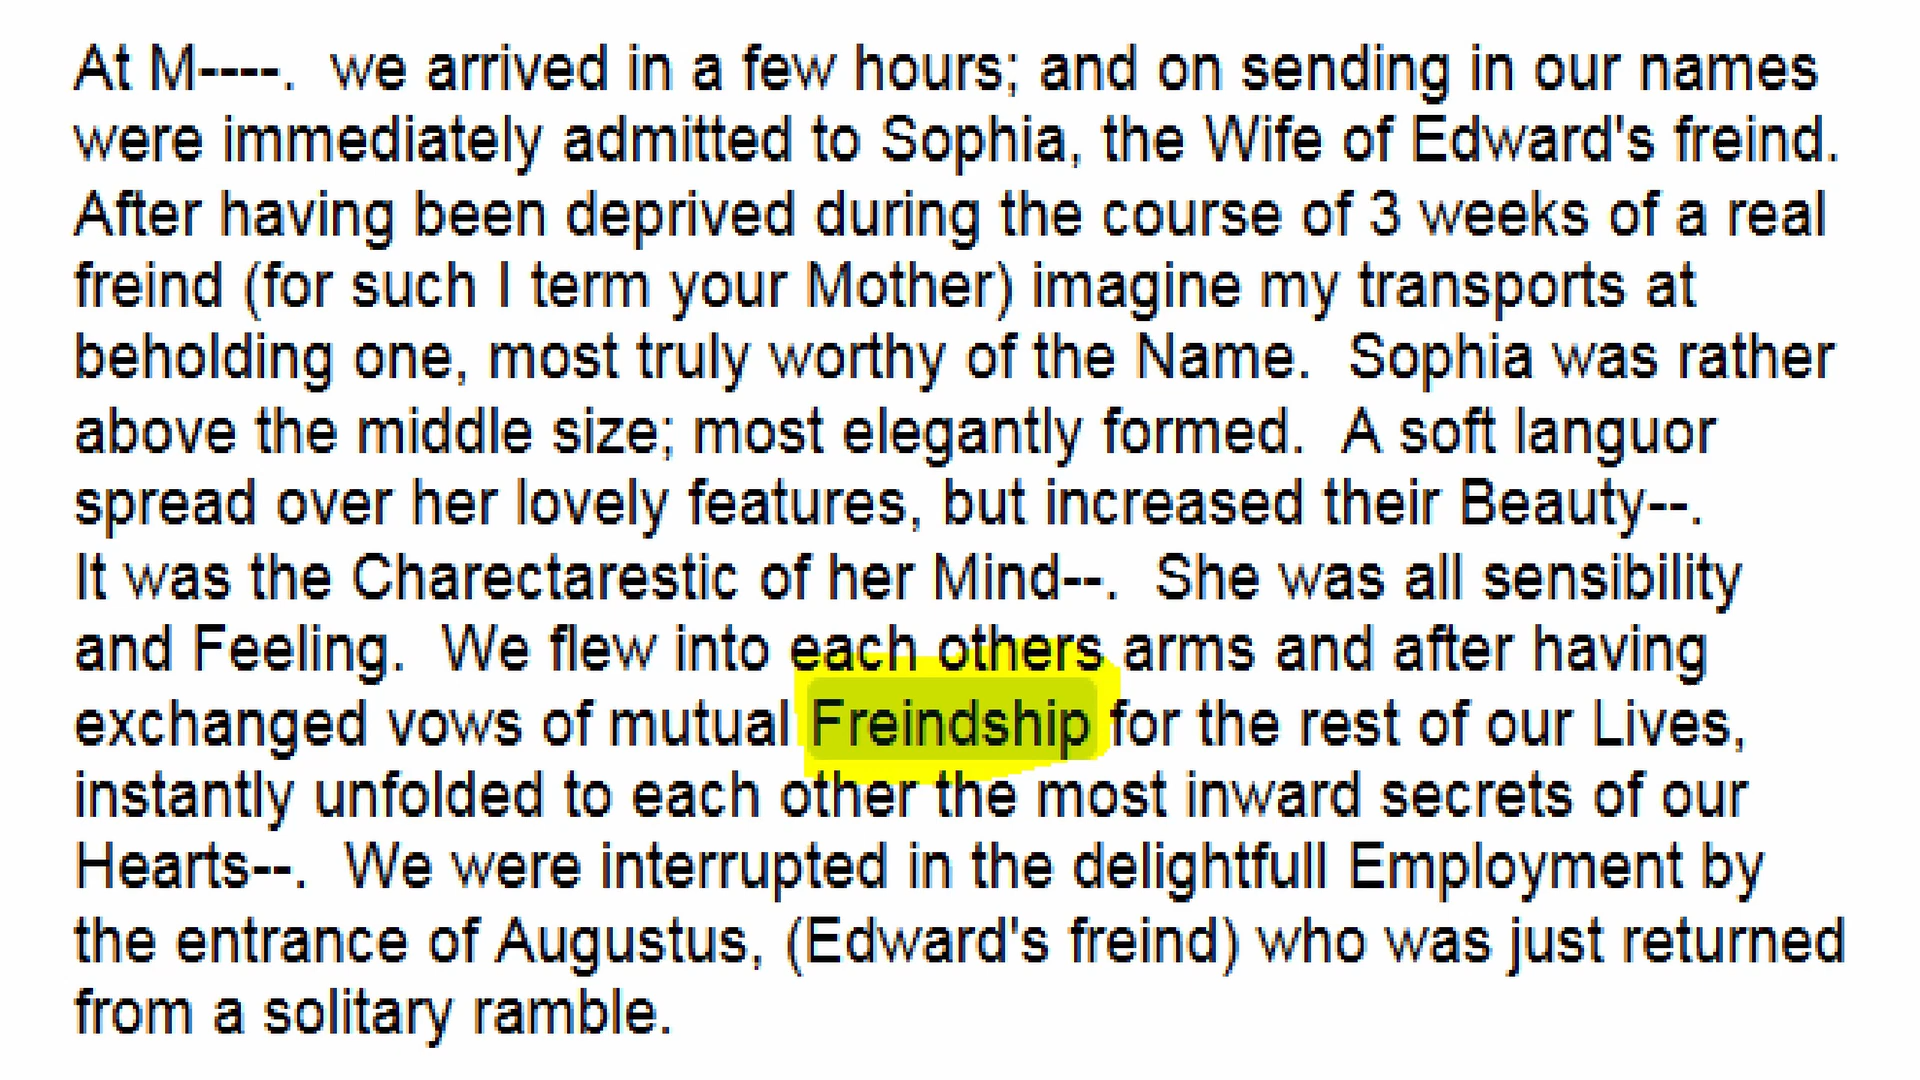 At M----.  we arrived in a few hours; and on sending in our names
were immediately admitted to Sophia, the Wife of Edward's freind.
After having been deprived during the course of 3 weeks of a real
freind (for such I term your Mother) imagine my transports at
beholding one, most truly worthy of the Name.  Sophia was rather
above the middle size; most elegantly formed.  A soft languor
spread over her lovely features, but increased their Beauty--.
It was the Charectarestic of her Mind--.  She was all sensibility
and Feeling.  We flew into each others arms and after having
exchanged vows of mutual Freindship for the rest of our Lives,
instantly unfolded to each other the most inward secrets of our
Hearts--.  We were interrupted in the delightfull Employment by
the entrance of Augustus, (Edward's freind) who was just returned
from a solitary ramble.